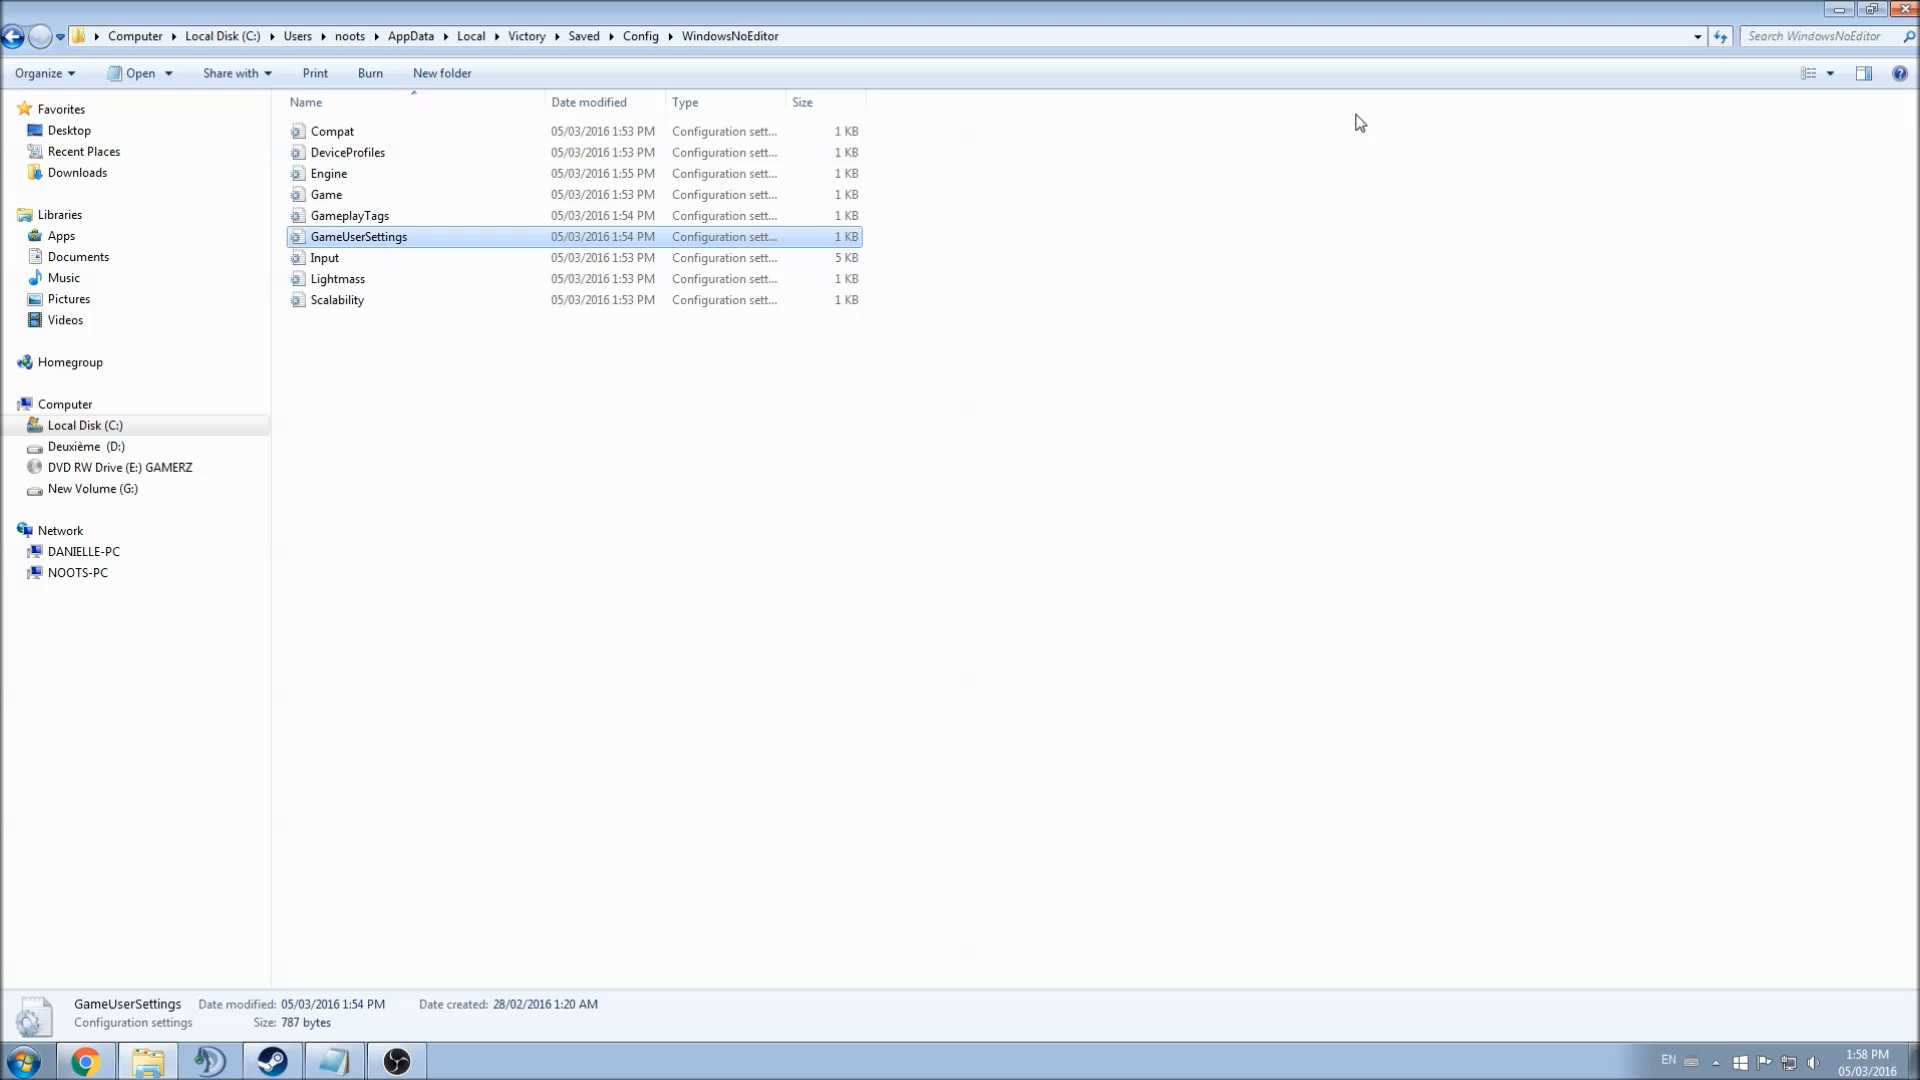 Computer Local Disk (C:) Users noots AppData Local Victory Saved Config WindowsNoEditor Search WindowsNoEditor
Organize Open Share with Print Burn New folder
Name Date modified Type Size
Favorites
Desktop
Recent Places
Downloads
Libraries
Apps
Documents
Music
Pictures
Videos
Homegroup
Computer
Local Disk (C:)
Deuxième (D:)
DVD RW Drive (E:) GAMERZ
New Volume (G:)
Network
DANIELLE-PC
NOOTS-PC
Compat 05/03/2016 1:53 PM Configuration sett... 1 KB
DeviceProfiles 05/03/2016 1:53 PM Configuration sett... 1 KB
Engine 05/03/2016 1:55 PM Configuration sett... 1 KB
Game 05/03/2016 1:53 PM Configuration sett... 1 KB
GameplayTags 05/03/2016 1:54 PM Configuration sett... 1 KB
GameUserSettings 05/03/2016 1:54 PM Configuration sett... 1 KB
Input 05/03/2016 1:53 PM Configuration sett... 5 KB
Lightmass 05/03/2016 1:53 PM Configuration sett... 1 KB
Scalability 05/03/2016 1:53 PM Configuration sett... 1 KB
GameUserSettings Date modified: 05/03/2016 1:54 PM Date created: 28/02/2016 1:20 AM
Configuration settings Size: 787 bytes
EN 1:58 PM
05/03/2016